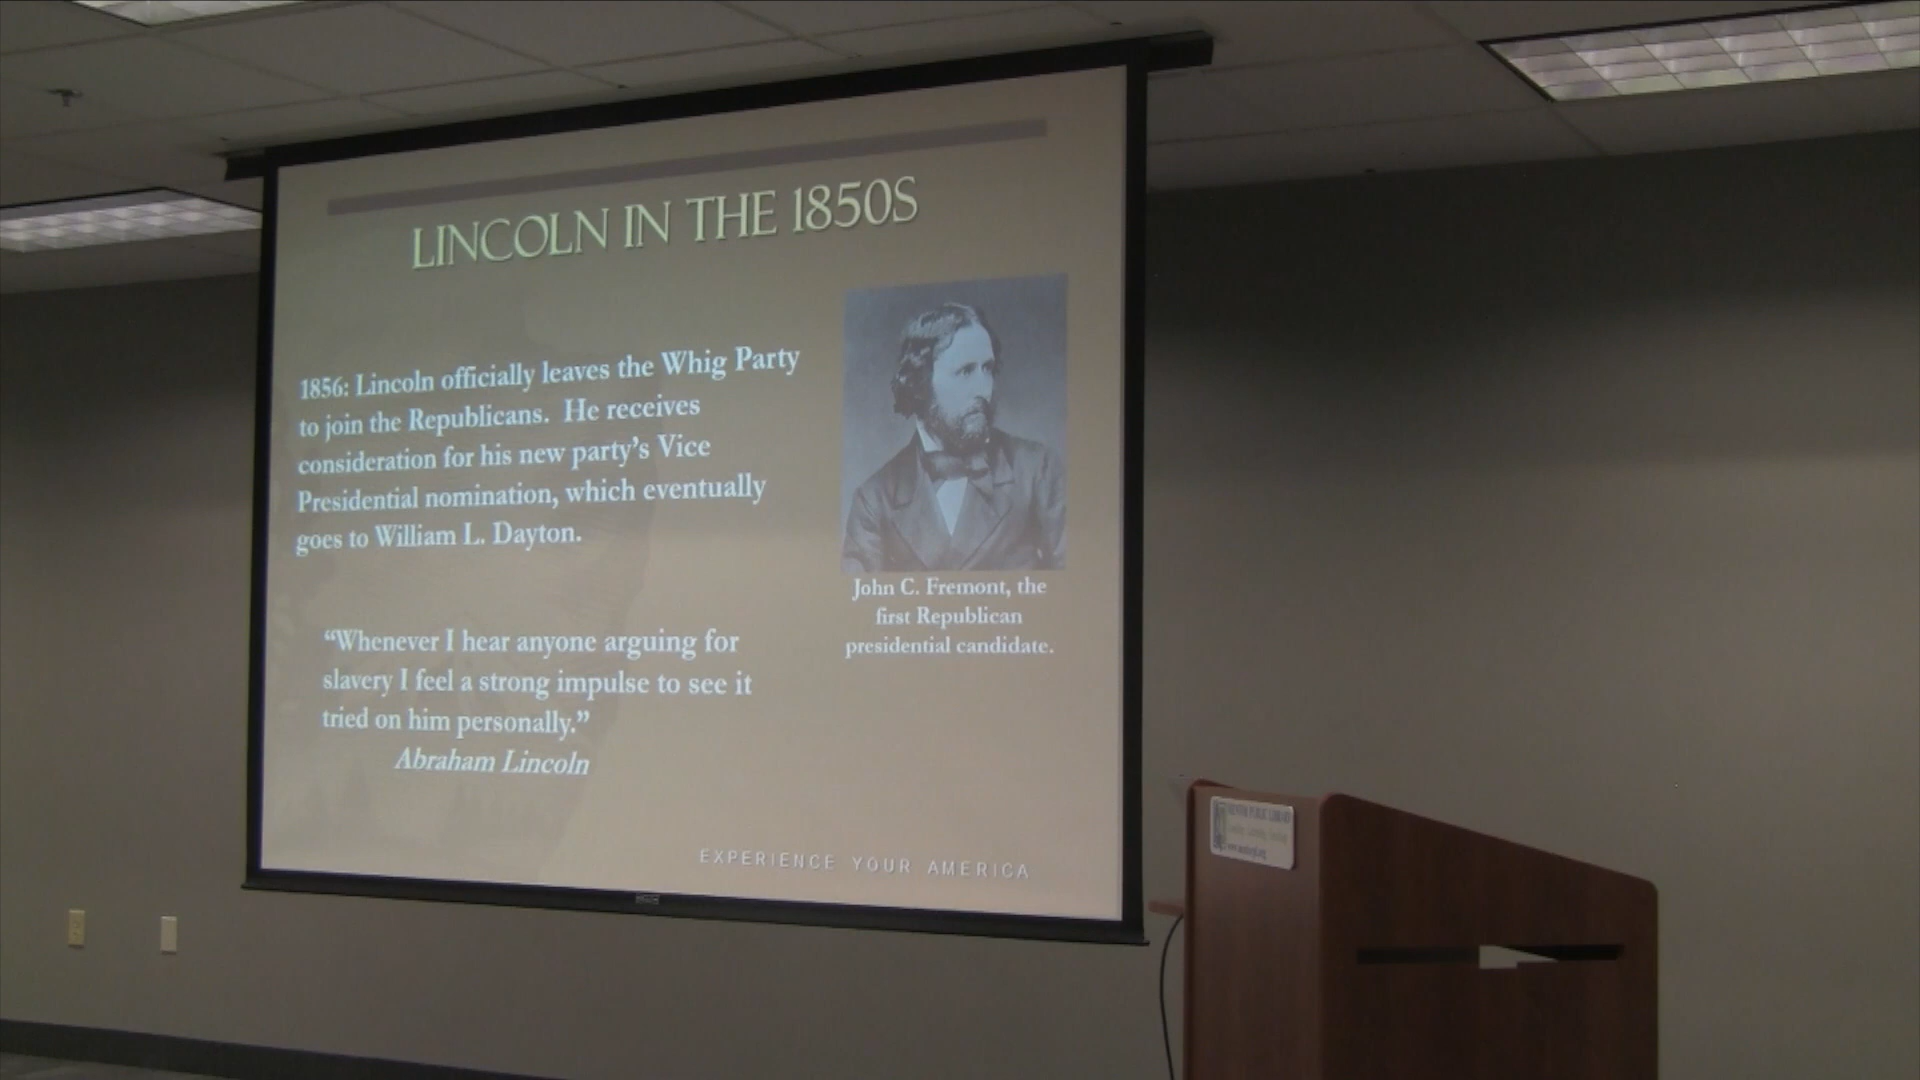 LINCOLN IN THE 1850S
1856: Lincoln officially leaves the Whig Party
to join the Republicans. He receives
consideration for his new party's Vice
Presidential nomination, which eventually
goes to William L. Dayton.
"Whenever I hear anyone arguing for
slavery I feel a strong impulse to see it
tried on him personally."
Abraham Lincoln
John C. Fremont, the
first Republican
presidential candidate.
EXPERIENCE YOUR AMERICA
PUBLIC LIBRARY